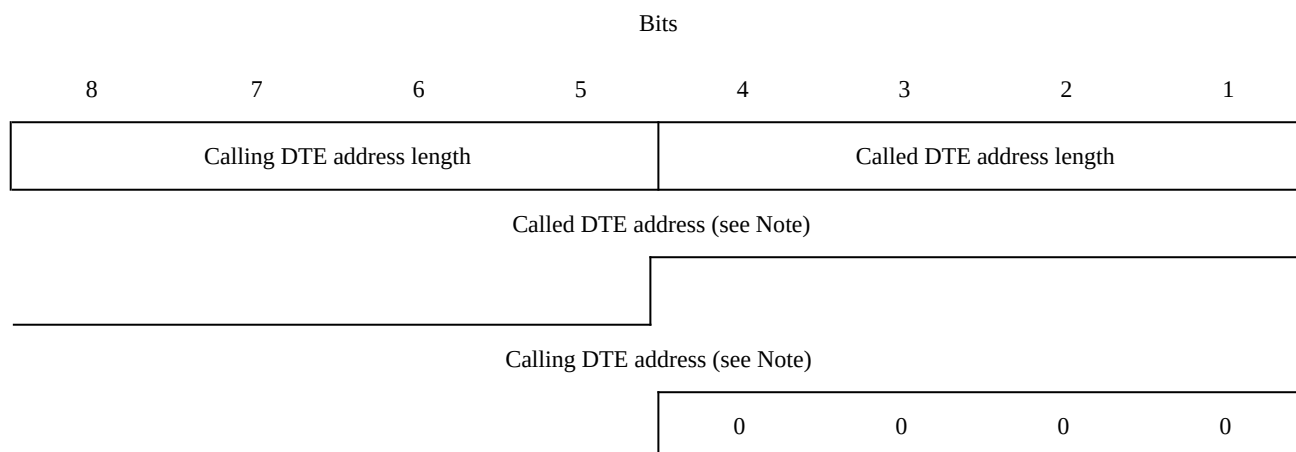 Bits
8 7 6 5 4 3 2 1
Calling DTE address length Called DTE address length
Called DTE address (see Note)
Calling DTE address (see Note)
0 0 0 0